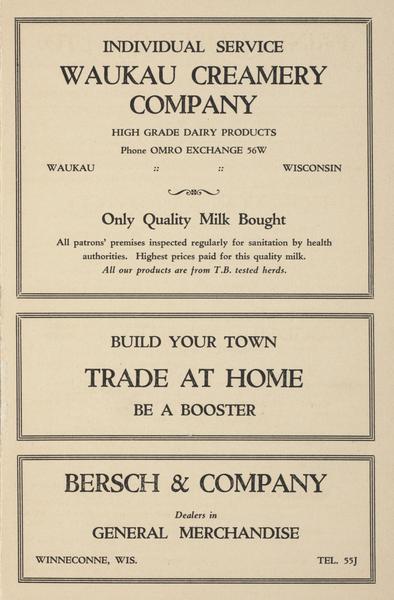 INDIVIDUAL SERVICE
WAUKAU CREAMERY
COMPANY
HIGH GRADE DAIRY PRODUCTS
Phone OMRO EXCHANGE 56W
WAUKAU :: :: WISCONSIN
Only Quality Milk Bought
All patrons' premises inspected regularly for sanitation by health
authorities. Highest prices paid for this quality milk.
All our products are from T.B. tested herds.
BUILD YOUR TOWN
TRADE AT HOME
BE A BOOSTER
BERSCH & COMPANY
Dealers in
GENERAL MERCHANDISE
WINNECONNE, WIS. TEL. 55J